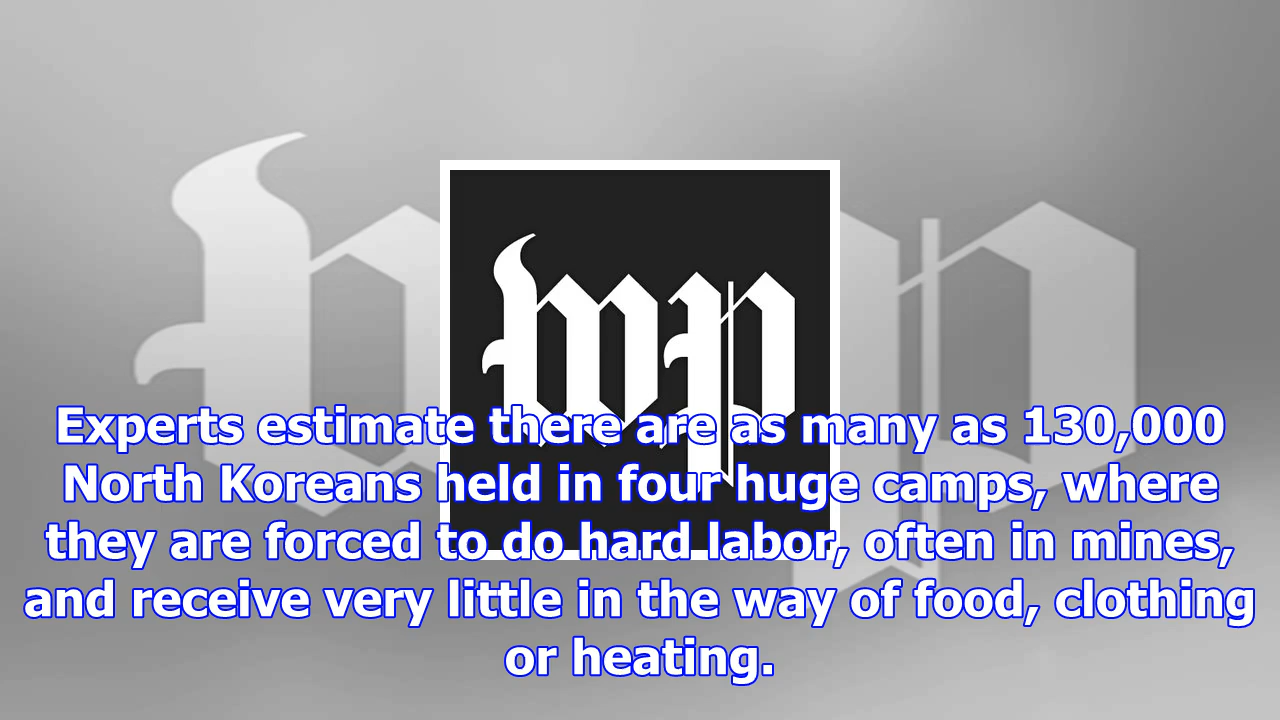 wp
Experts estimate there are as many as 130,000
North Koreans held in four huge camps, where
they are forced to do hard labor, often in mines,
and receive very little in the way of food, clothing
or heating.